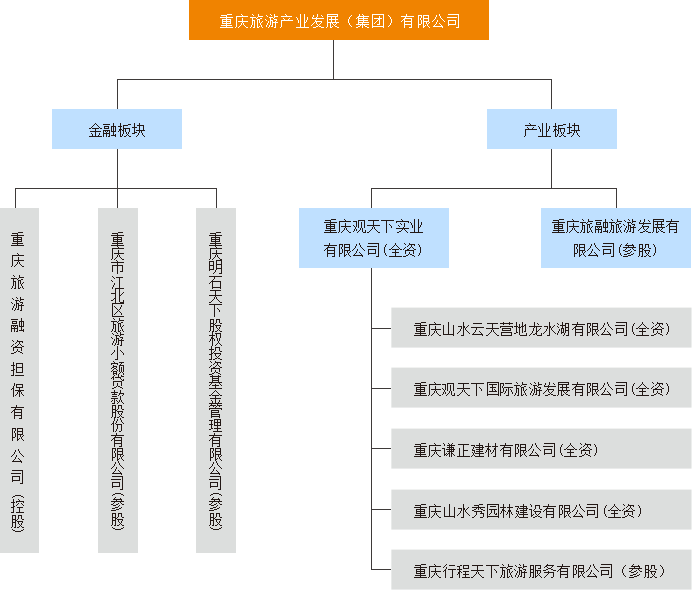 重庆旅游产业发展（集团）有限公司
金融板块
产业板块
重庆旅游融资担保有限公司（控股）
重庆市江北区旅游小额贷款股份有限公司(参股)
重庆明石天下股权投资基金管理有限公司(参股)
重庆观天下实业
有限公司(全资)
重庆旅融旅游发展有
限公司(参股)
重庆山水云天营地龙水湖有限公司(全资)
重庆观天下国际旅游发展有限公司(全资)
重庆谦正建材有限公司(全资)
重庆山水秀园林建设有限公司(全资)
重庆行程天下旅游服务有限公司（参股）